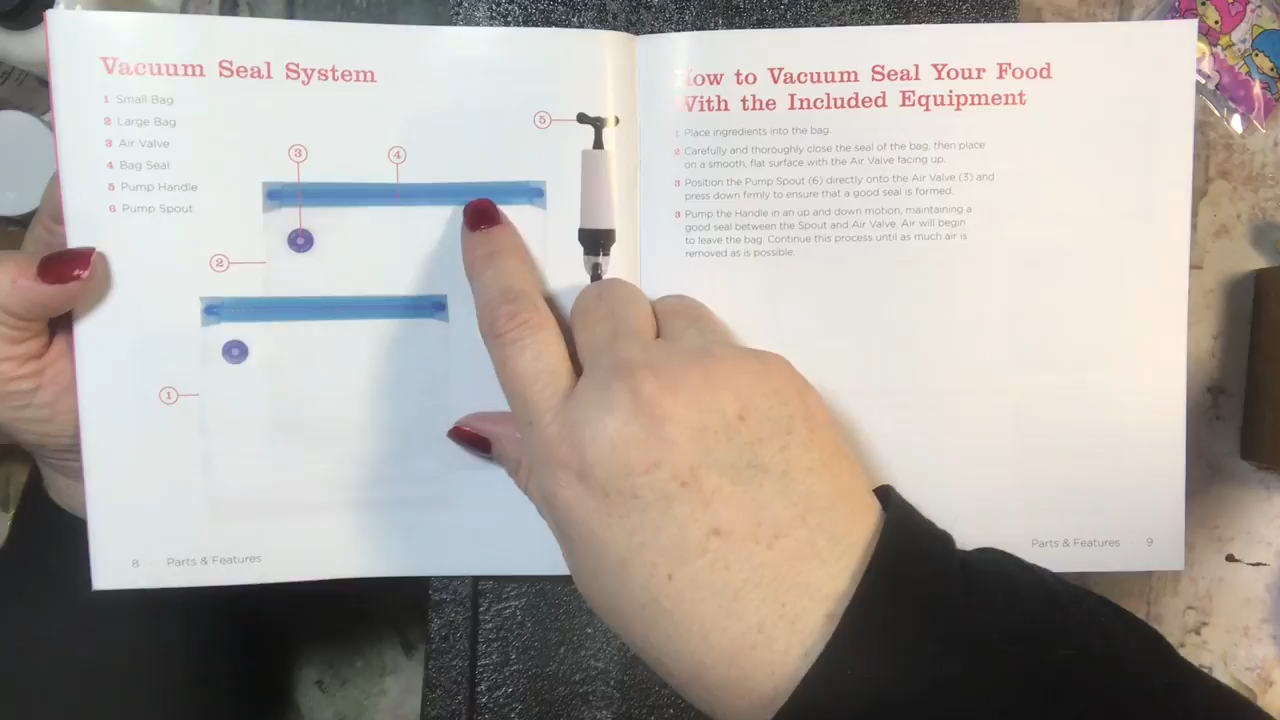 Vacuum Seal System
1 Small Bag
2 Large Bag
3 Air Valve
4 Bag Seal
5 Pump Handle
6 Pump Spout
5
3
4
2
1
8 Parts & Features
How to Vacuum Seal Your Food
With the Included Equipment
1 Place ingredients into the bag.
2 Carefully and thoroughly close the seal of the bag, then place
on a smooth, flat surface with the Air Valve facing up.
3 Position the Pump Spout (6) directly onto the Air Valve (3) and
press down firmly to ensure that a good seal is formed.
3 Pump the Handle in an up and down motion, maintaining a
good seal between the Spout and Air Valve. Air will begin
to leave the bag. Continue this process until as much air is
removed as is possible.
Parts & Features 9